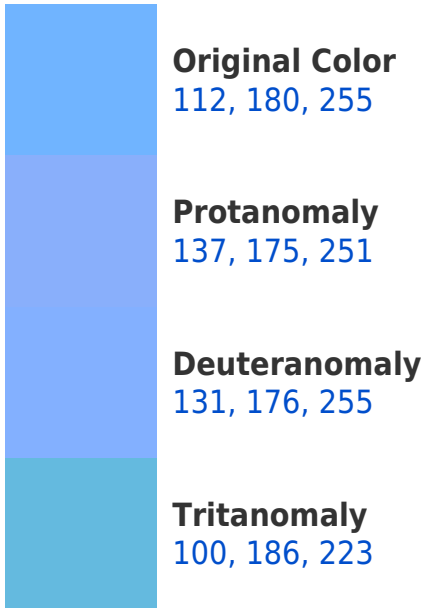 Original Color
112, 180, 255
Protanomaly
137, 175, 251
Deuteranomaly
131, 176, 255
Tritanomaly
100, 186, 223